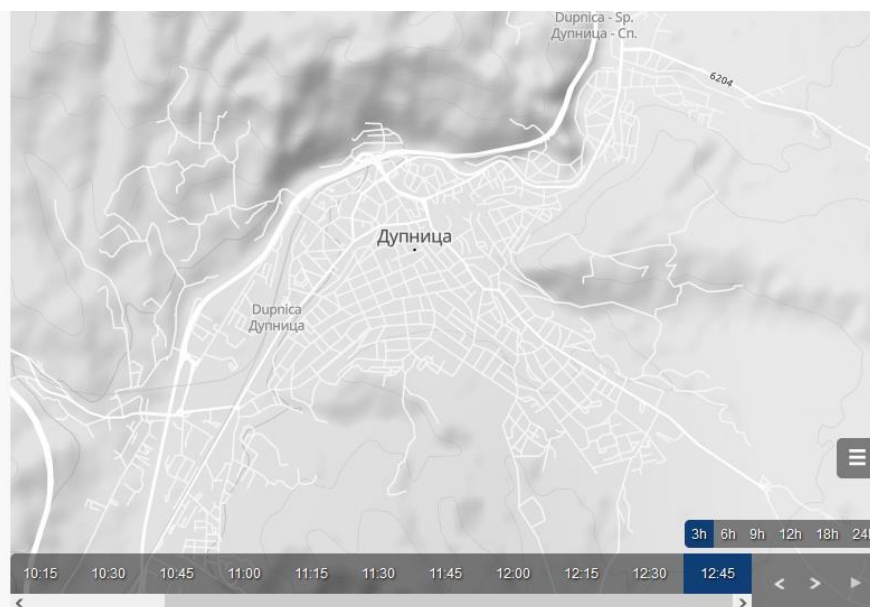 Dupnica - Sp.
Дупница - Сп.
6204
Дупница
Dupnica
Дупница
3h 6h 9h 12h 18h 24h
10:15 10:30 10:45 11:00 11:15 11:30 11:45 12:00 12:15 12:30 12:45